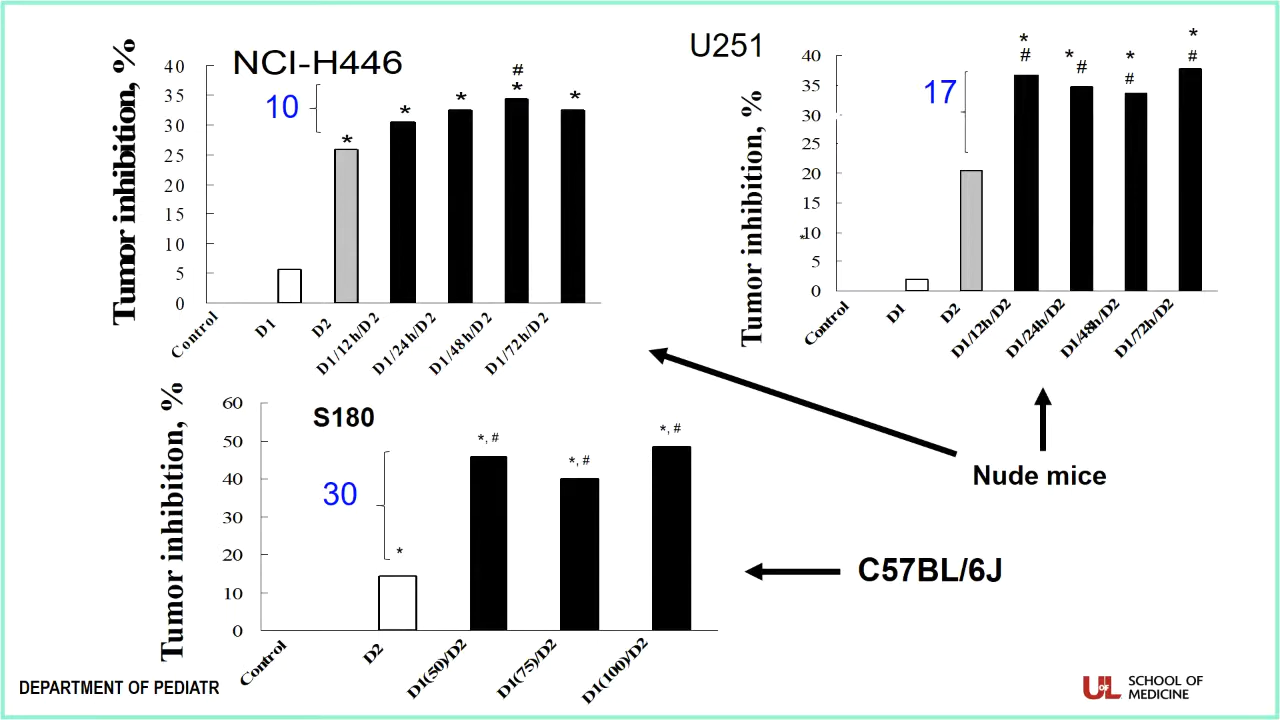 NCI-H446
Tumor inhibition, %
40
35
30
25
20
15
10
5
0
10
*
*
*
#
*
*
Control
D1
D2
D1/12h/D2
D1/24h/D2
D1/48h/D2
D1/72h/D2
U251
Tumor inhibition, %
40
35
30
25
20
15
*10
5
0
17
*
#
*
#
*
#
*
#
Control
D1
D2
D1/12h/D2
D1/24h/D2
D1/48h/D2
D1/72h/D2
S180
Tumor inhibition, %
60
50
40
30
20
10
0
30
*
*, #
*, #
*, #
Control
D2
D1(50)/D2
D1(75)/D2
D1(100)/D2
Nude mice
C57BL/6J
DEPARTMENT OF PEDIATR
UofL
SCHOOL OF
MEDICINE